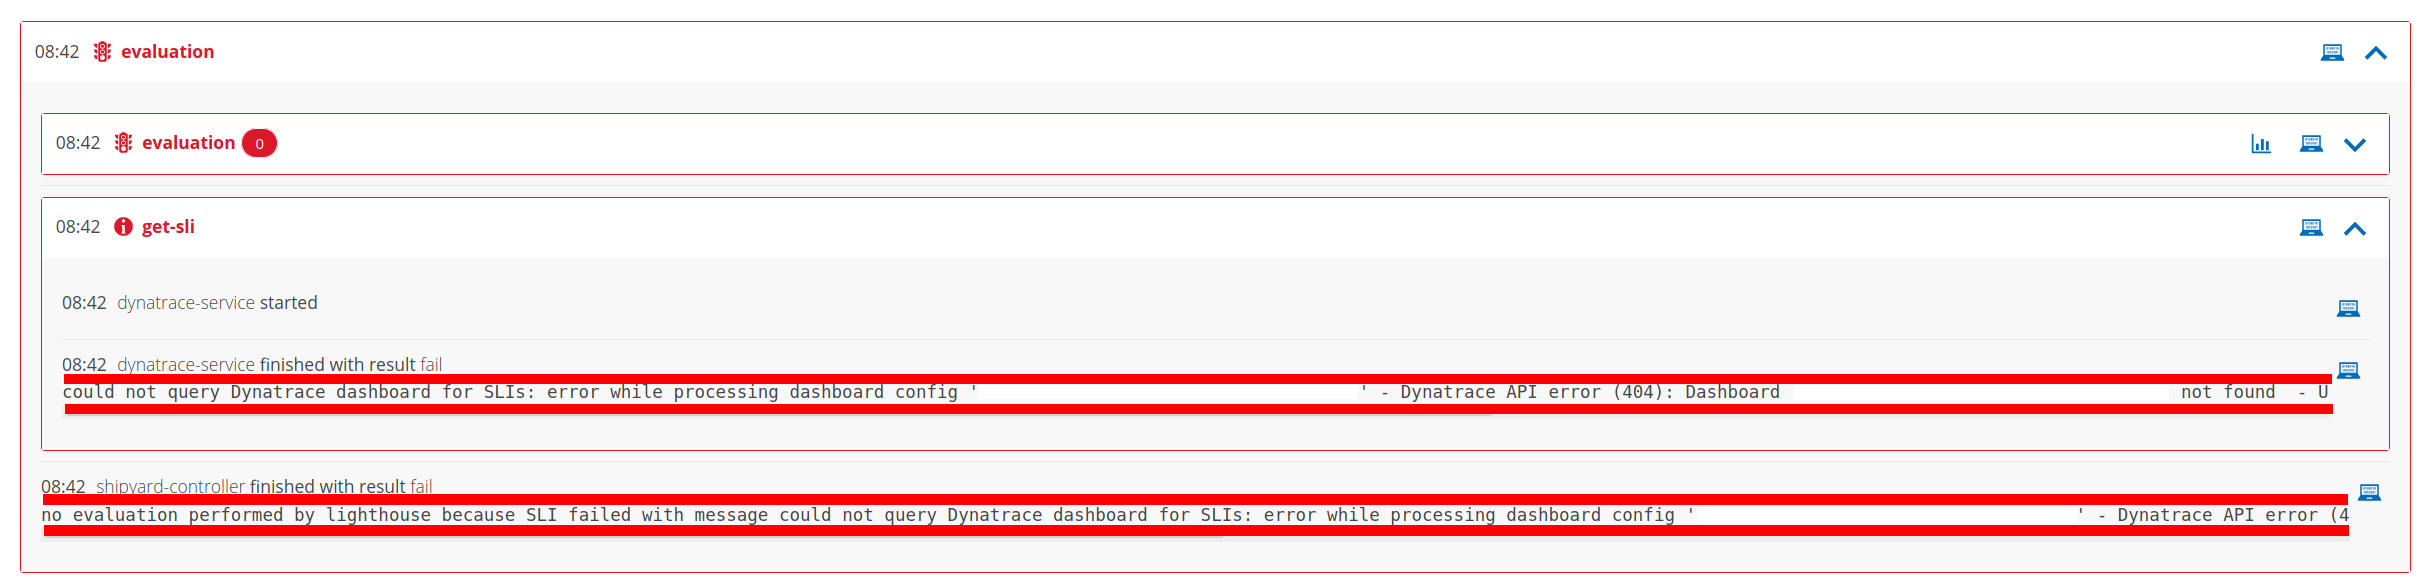 08:42 evaluation
08:42 evaluation 0
08:42 get-sli
08:42 dynatrace-service started
08:42 dynatrace-service finished with result fail
could not query Dynatrace dashboard for SLIs: error while processing dashboard config ' ' - Dynatrace API error (404): Dashboard not found - U
08:42 shipyard-controller finished with result fail
no evaluation performed by lighthouse because SLI failed with message could not query Dynatrace dashboard for SLIs: error while processing dashboard config ' ' - Dynatrace API error (4